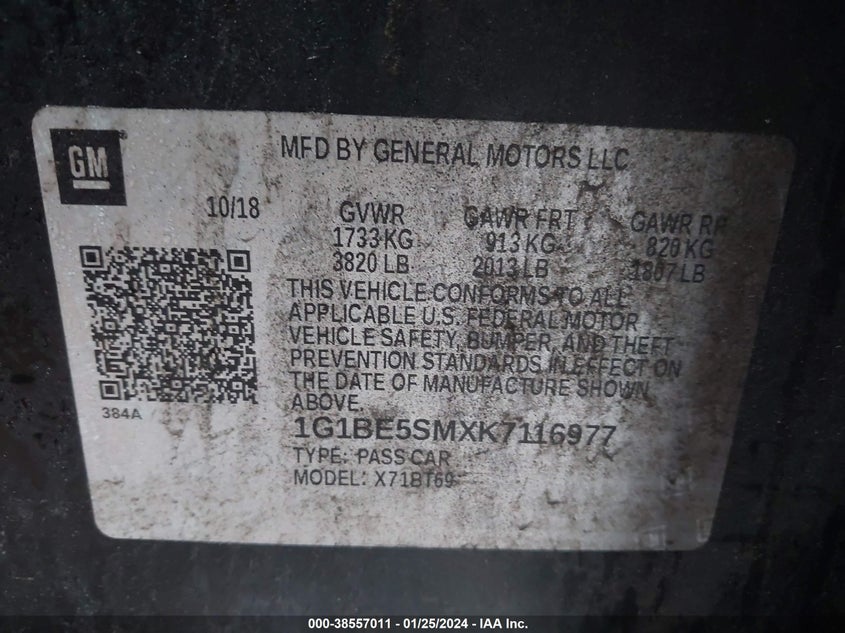 GM
MFD BY GENERAL MOTORS LLC
10/18 GVWR GAWR FRT GAWR RR
1733 KG 913 KG 820 KG
3820 LB 2013 LB 1807 LB
THIS VEHICLE CONFORMS TO ALL
APPLICABLE U.S. FEDERAL MOTOR
VEHICLE SAFETY, BUMPER, AND THEFT
PREVENTION STANDARDS IN EFFECT ON
THE DATE OF MANUFACTURE SHOWN
ABOVE.
384A
1G1BE5SMXK7116977
TYPE: PASS CAR
MODEL: X71BT69
000-38557011 - 01/25/2024 - IAA Inc.